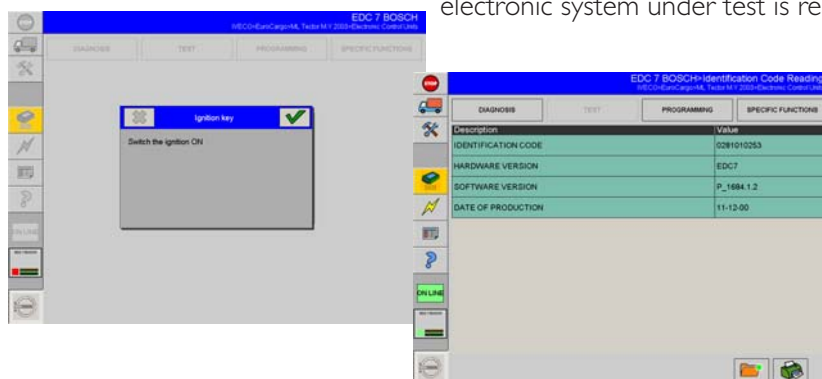 electronic system under test is re
EDC 7 BOSCH
IVECO>EuroCargo>ML Tector M.Y 2003>Electronic Control Units
DIAGNOSIS TEST PROGRAMMING SPECIFIC FUNCTIONS
Ignition key
Switch the ignition ON
ON LINE
STOP
EDC 7 BOSCH>Identification Code Reading
IVECO>EuroCargo>ML Tector M.Y 2003>Electronic Control Units
DIAGNOSIS TEST PROGRAMMING SPECIFIC FUNCTIONS
Description Value
IDENTIFICATION CODE 0281010253
HARDWARE VERSION EDC7
SOFTWARE VERSION P_1684.1.2
DATE OF PRODUCTION 11-12-00
ON LINE